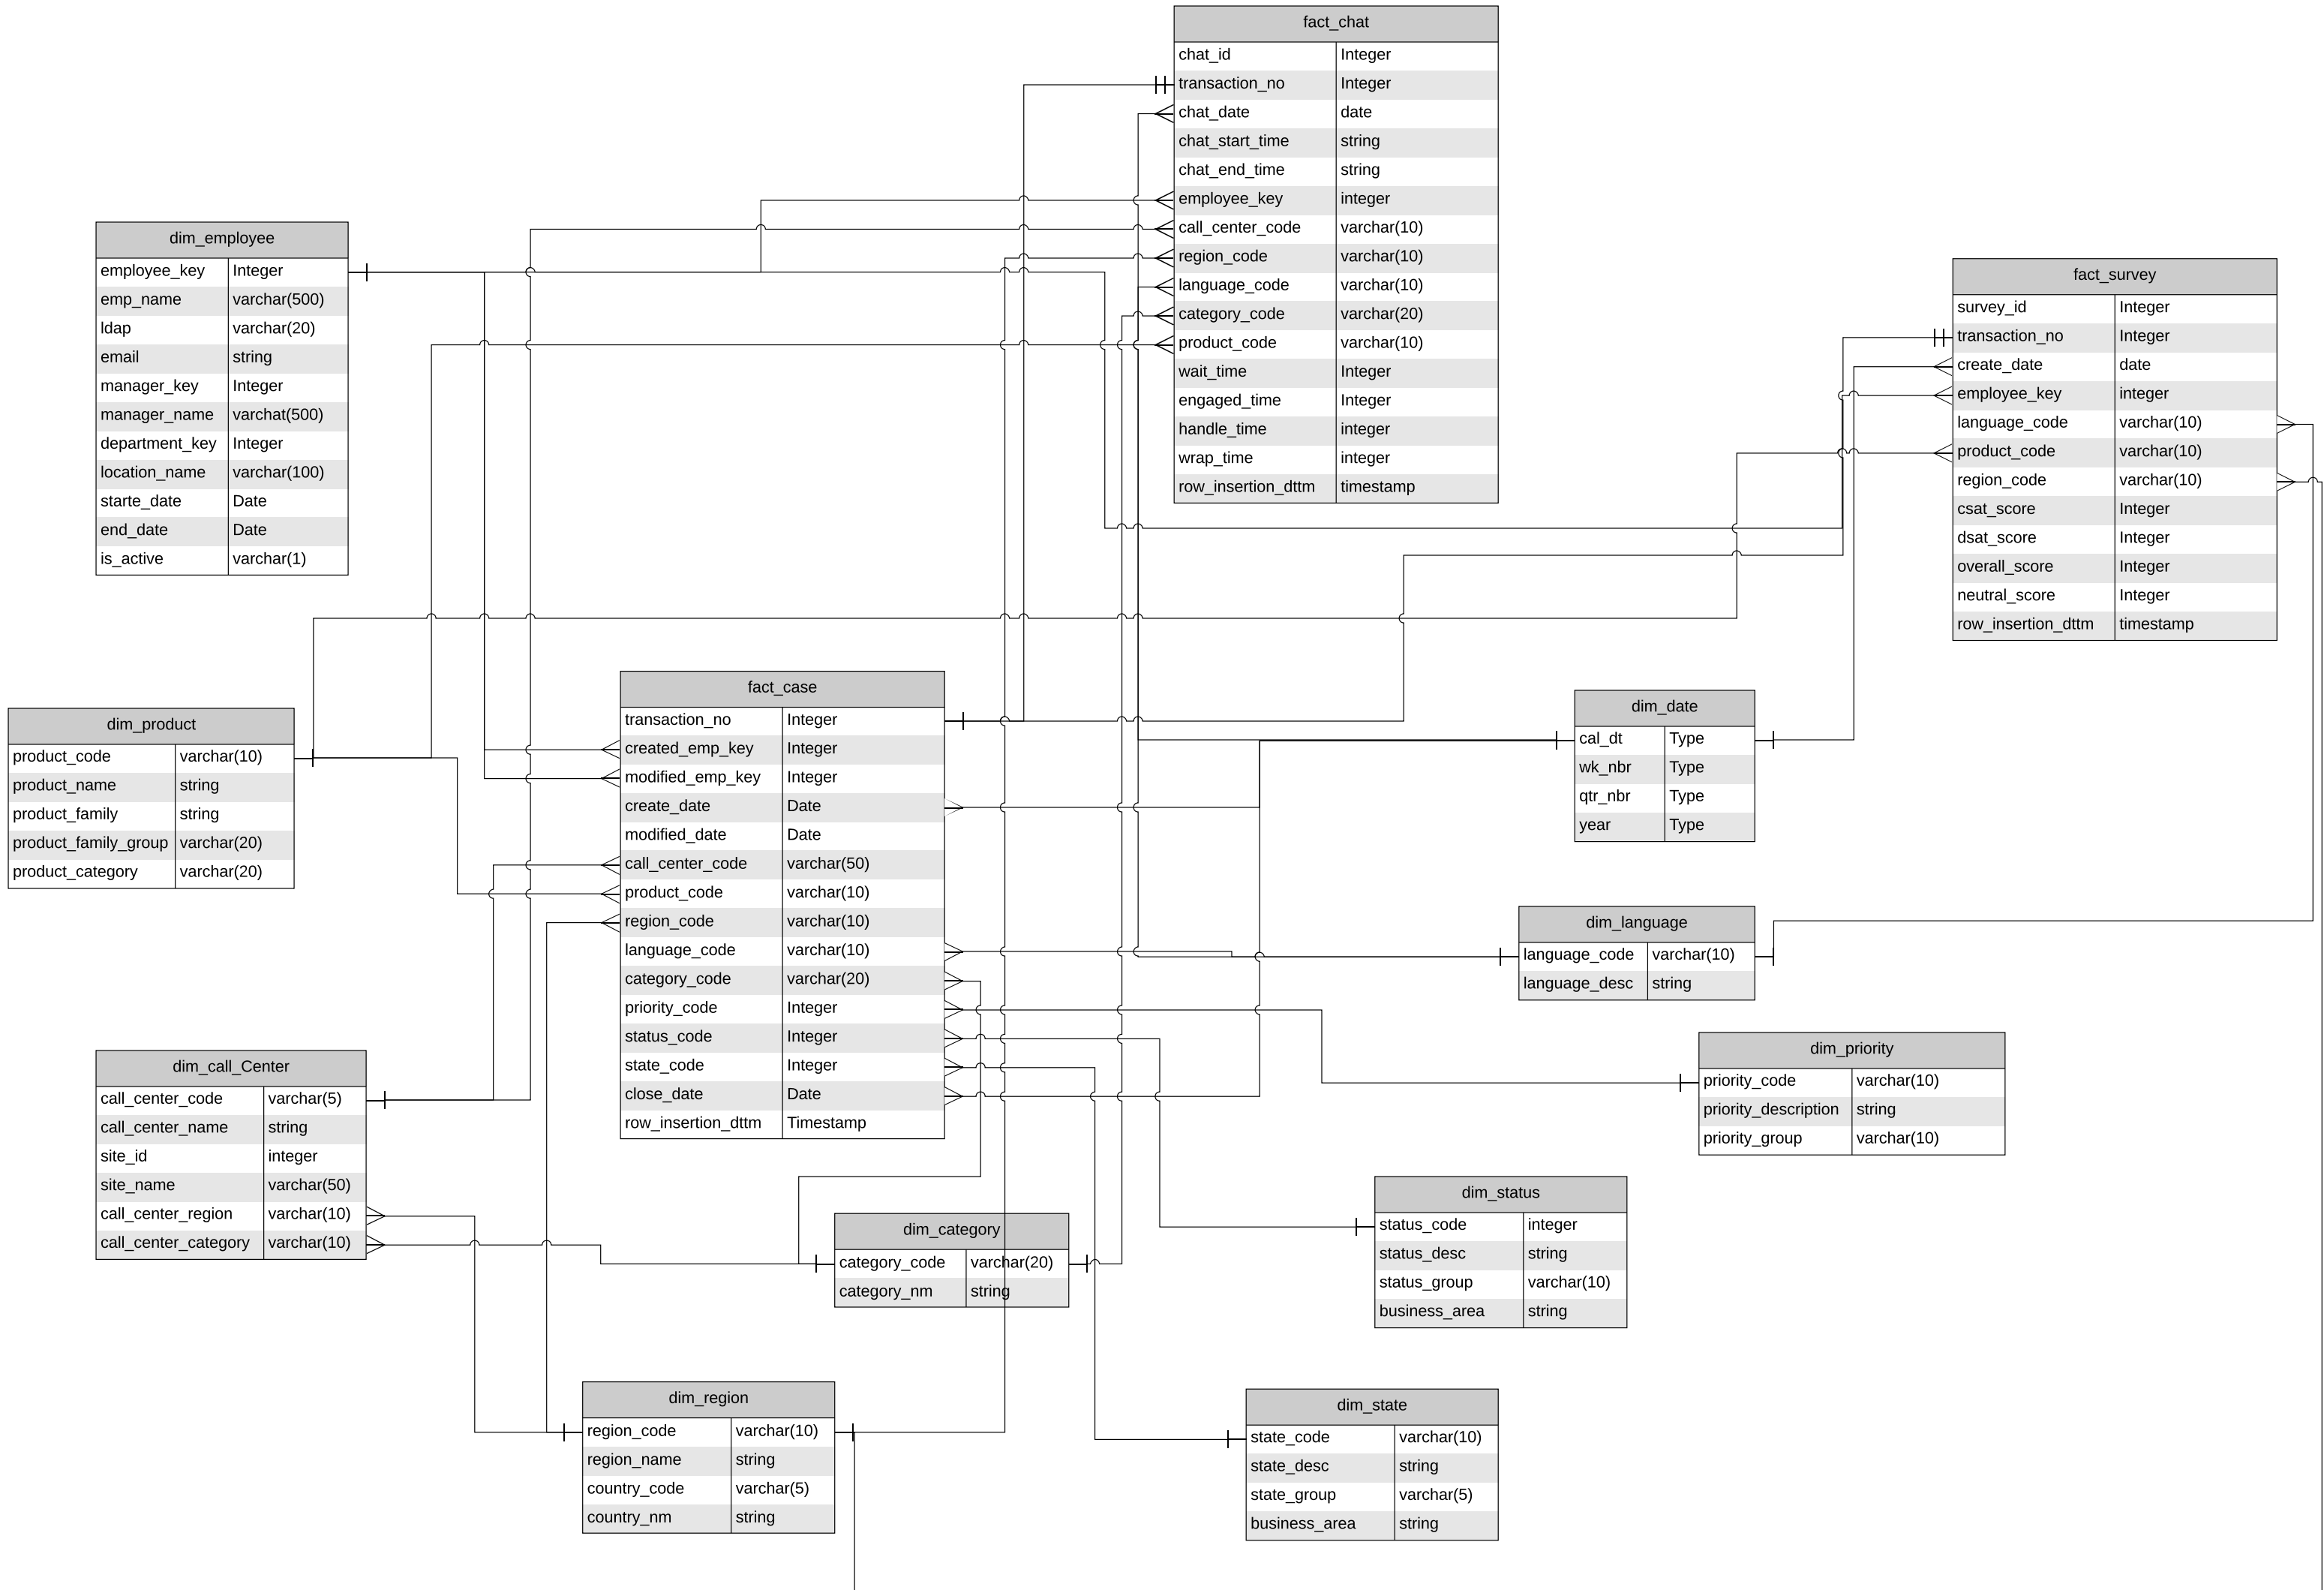 fact_chat
chat_id Integer
transaction_no Integer
chat_date date
chat_start_time string
chat_end_time string
employee_key integer
call_center_code varchar(10)
region_code varchar(10)
language_code varchar(10)
category_code varchar(20)
product_code varchar(10)
wait_time Integer
engaged_time Integer
handle_time integer
wrap_time integer
row_insertion_dttm timestamp
dim_employee
employee_key Integer
emp_name varchar(500)
ldap varchar(20)
email string
manager_key Integer
manager_name varchat(500)
department_key Integer
location_name varchar(100)
starte_date Date
end_date Date
is_active varchar(1)
fact_survey
survey_id Integer
transaction_no Integer
create_date date
employee_key integer
language_code varchar(10)
product_code varchar(10)
region_code varchar(10)
csat_score Integer
dsat_score Integer
overall_score Integer
neutral_score Integer
row_insertion_dttm timestamp
fact_case
transaction_no Integer
created_emp_key Integer
modified_emp_key Integer
create_date Date
modified_date Date
call_center_code varchar(50)
product_code varchar(10)
region_code varchar(10)
language_code varchar(10)
category_code varchar(20)
priority_code Integer
status_code Integer
state_code Integer
close_date Date
row_insertion_dttm Timestamp
dim_product
product_code varchar(10)
product_name string
product_family string
product_family_group varchar(20)
product_category varchar(20)
dim_date
cal_dt Type
wk_nbr Type
qtr_nbr Type
year Type
dim_language
language_code varchar(10)
language_desc string
dim_priority
priority_code varchar(10)
priority_description string
priority_group varchar(10)
dim_call_Center
call_center_code varchar(5)
call_center_name string
site_id integer
site_name varchar(50)
call_center_region varchar(10)
call_center_category varchar(10)
dim_category
category_code varchar(20)
category_nm string
dim_status
status_code integer
status_desc string
status_group varchar(10)
business_area string
dim_region
region_code varchar(10)
region_name string
country_code varchar(5)
country_nm string
dim_state
state_code varchar(10)
state_desc string
state_group varchar(5)
business_area string